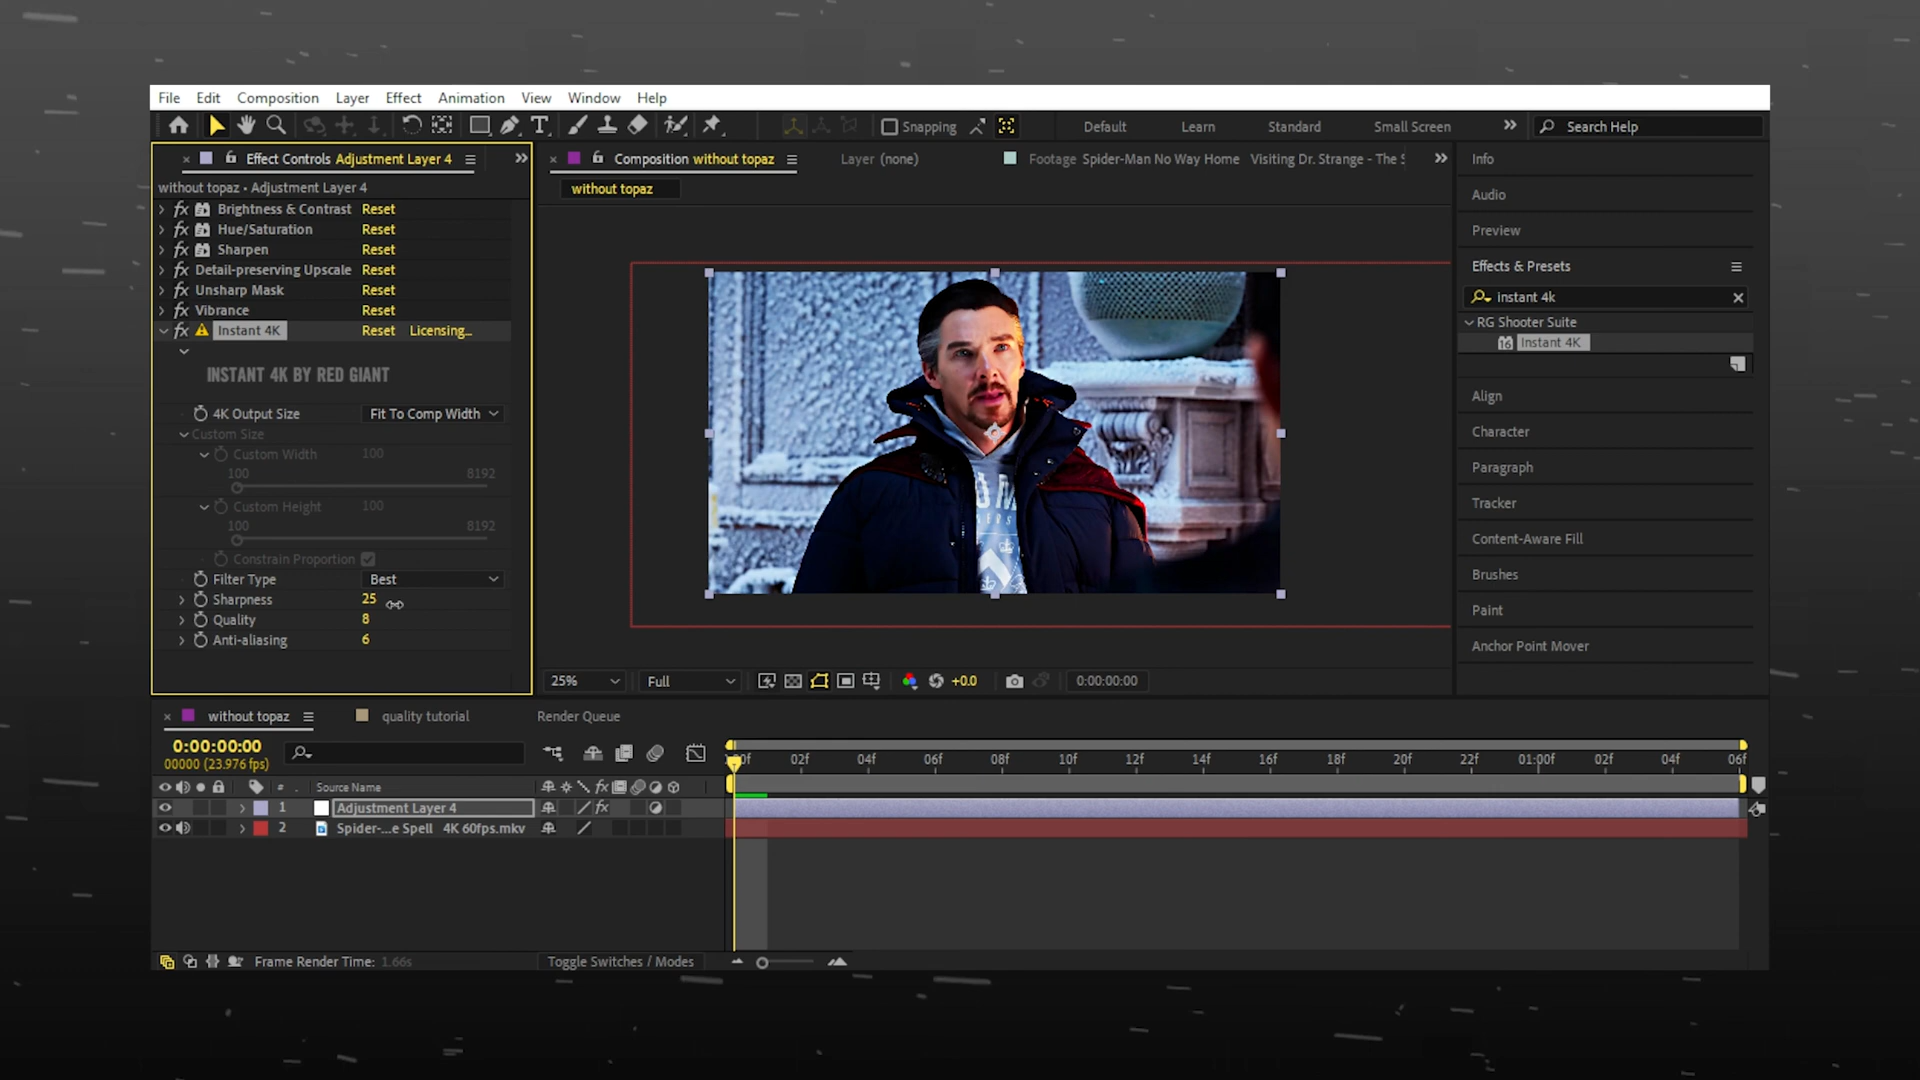 File Edit Composition Layer Effect Animation View Window Help
Snapping Default Learn Standard Small Screen Search Help
Effect Controls Adjustment Layer 4
Composition without topaz
Layer (none)
Footage Spider-Man No Way Home Visiting Dr. Strange - The S
without topaz • Adjustment Layer 4
Brightness & Contrast Reset
Hue/Saturation Reset
Sharpen Reset
Detail-preserving Upscale Reset
Unsharp Mask Reset
Vibrance Reset
Instant 4K Reset Licensing...
INSTANT 4K BY RED GIANT
4K Output Size Fit To Comp Width
Custom Size
Custom Width 100
100 8192
Custom Height 100
100 8192
Constrain Proportion
Filter Type Best
Sharpness 25
Quality 8
Anti-aliasing 6
without topaz
25% Full +0.0 0:00:00:00
Info
Audio
Preview
Effects & Presets
instant 4k
RG Shooter Suite
16 Instant 4K
Align
Character
Paragraph
Tracker
Content-Aware Fill
Brushes
Paint
Anchor Point Mover
without topaz quality tutorial Render Queue
0:00:00:00
00000 (23.976 fps)
02f 04f 06f 08f 10f 12f 14f 16f 18f 20f 22f 01:00f 02f 04f 06f
# Source Name
1 Adjustment Layer 4
2 Spider-...e Spell 4K 60fps.mkv
Frame Render Time: 1.66s Toggle Switches / Modes